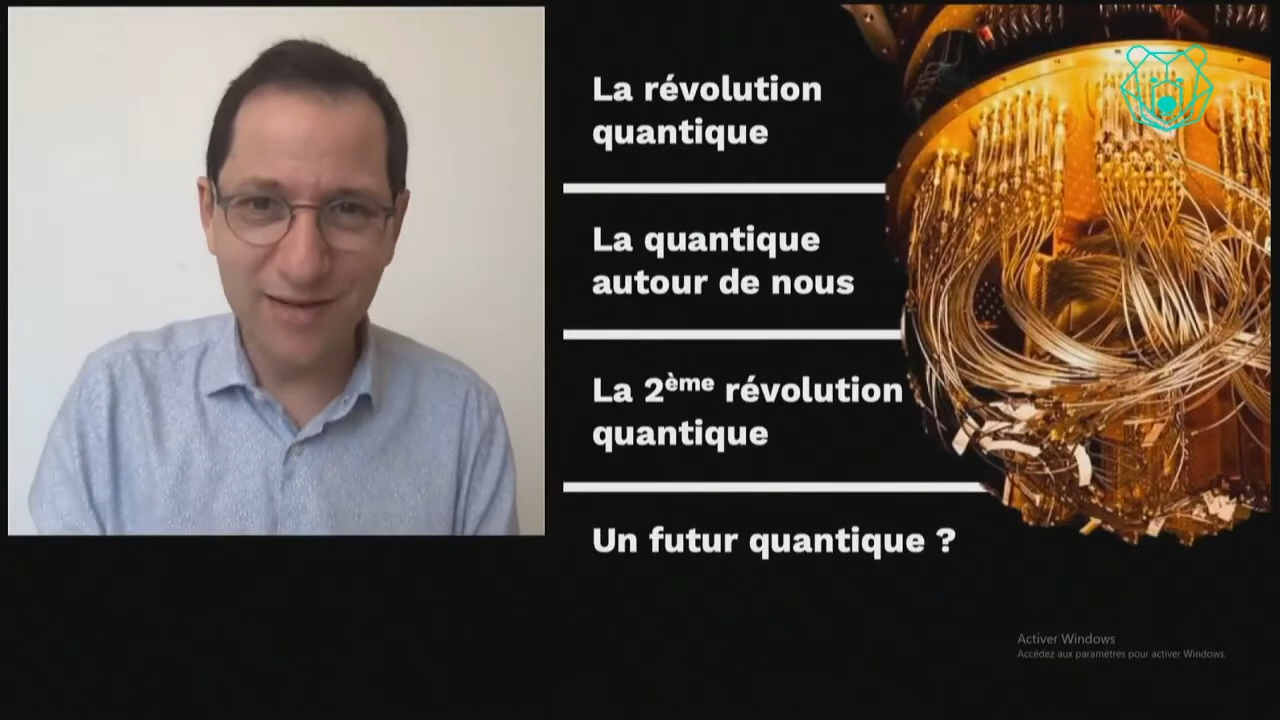 La révolution
quantique
La quantique
autour de nous
La 2ème révolution
quantique
Un futur quantique ?
Activer Windows
Accédez aux paramètres pour activer Windows.